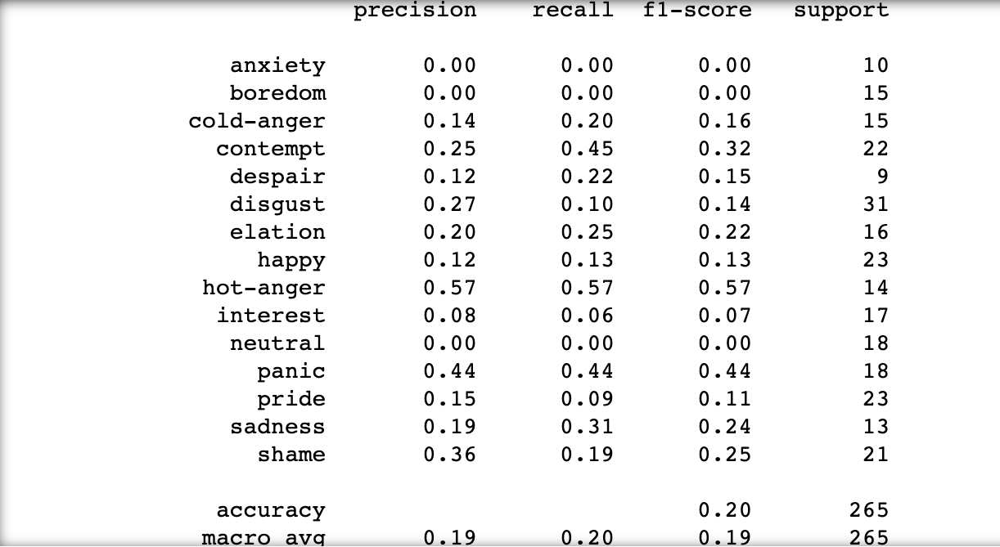 precision recall f1-score support
anxiety 0.00 0.00 0.00 10
boredom 0.00 0.00 0.00 15
cold-anger 0.14 0.20 0.16 15
contempt 0.25 0.45 0.32 22
despair 0.12 0.22 0.15 9
disgust 0.27 0.10 0.14 31
elation 0.20 0.25 0.22 16
happy 0.12 0.13 0.13 23
hot-anger 0.57 0.57 0.57 14
interest 0.08 0.06 0.07 17
neutral 0.00 0.00 0.00 18
panic 0.44 0.44 0.44 18
pride 0.15 0.09 0.11 23
sadness 0.19 0.31 0.24 13
shame 0.36 0.19 0.25 21
accuracy 0.20 265
macro avg 0.19 0.20 0.19 265